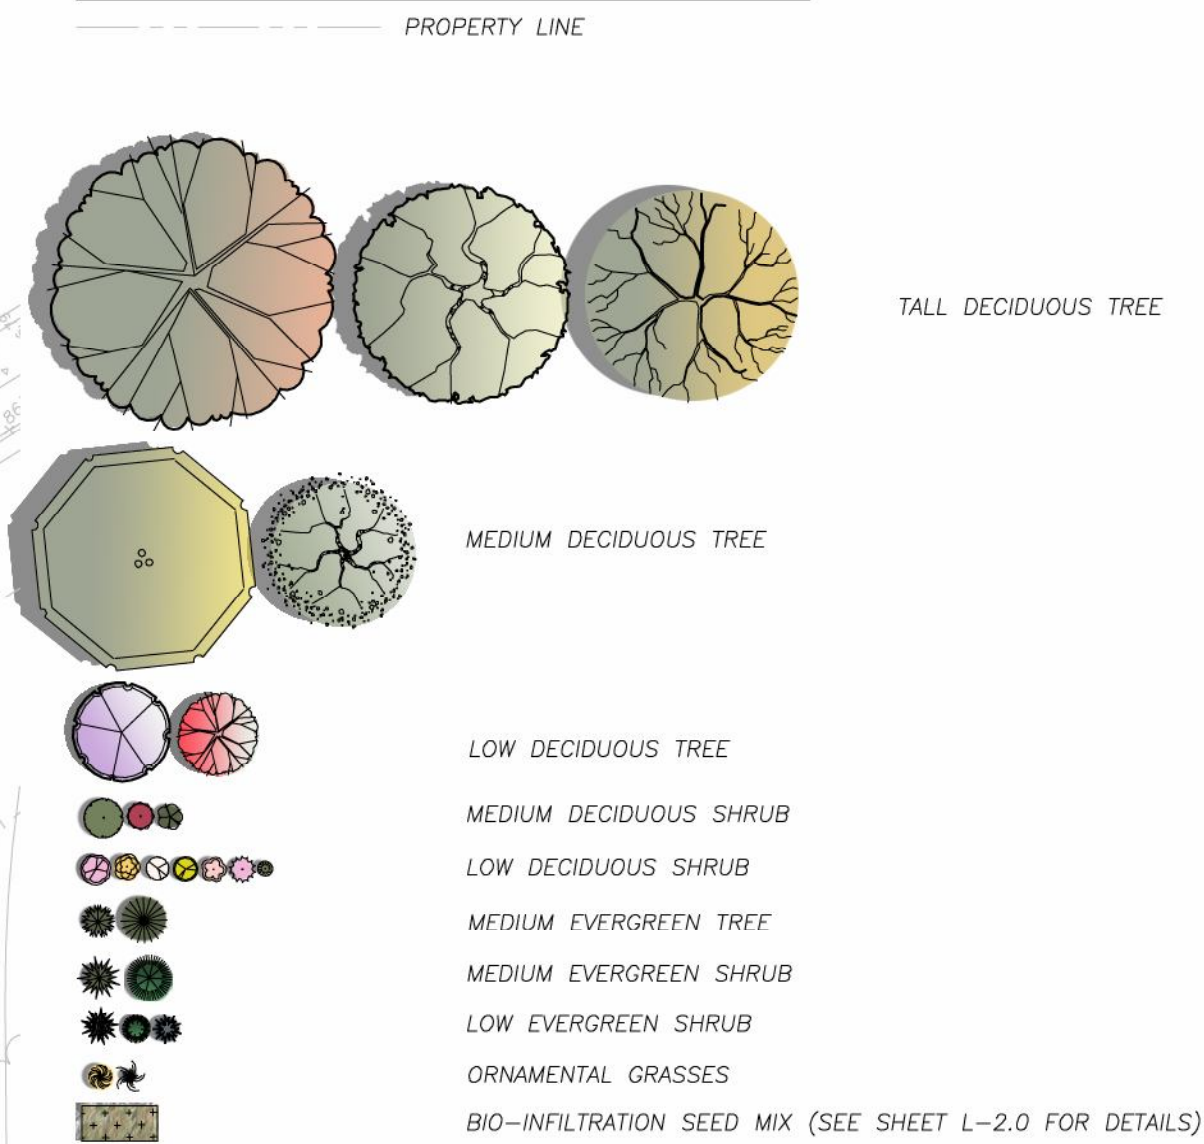 PROPERTY LINE
TALL DECIDUOUS TREE
MEDIUM DECIDUOUS TREE
LOW DECIDUOUS TREE
MEDIUM DECIDUOUS SHRUB
LOW DECIDUOUS SHRUB
MEDIUM EVERGREEN TREE
MEDIUM EVERGREEN SHRUB
LOW EVERGREEN SHRUB
ORNAMENTAL GRASSES
BIO-INFILTRATION SEED MIX (SEE SHEET L-2.0 FOR DETAILS)